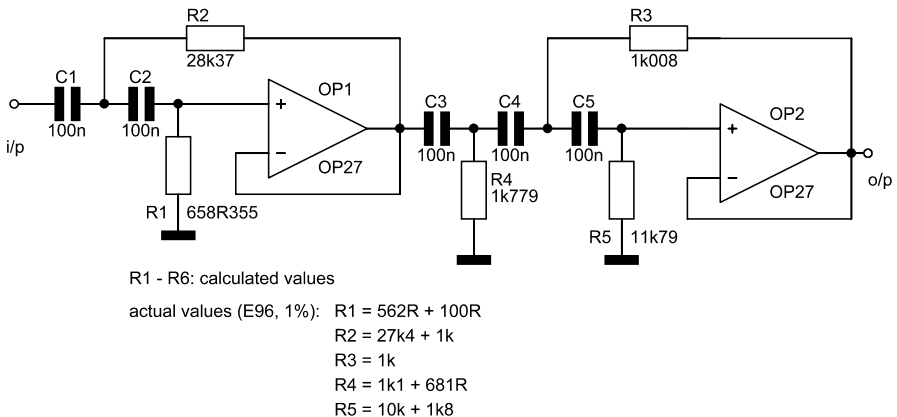 R2
28k37
R3
1k008
C1
100n
C2
100n
OP1
+
−
OP27
C3
100n
C4
100n
C5
100n
OP2
+
−
OP27
i/p
o/p
R1 658R355
R4
1k779
R5 11k79
R1 - R6: calculated values
actual values (E96, 1%): R1 = 562R + 100R
R2 = 27k4 + 1k
R3 = 1k
R4 = 1k1 + 681R
R5 = 10k + 1k8